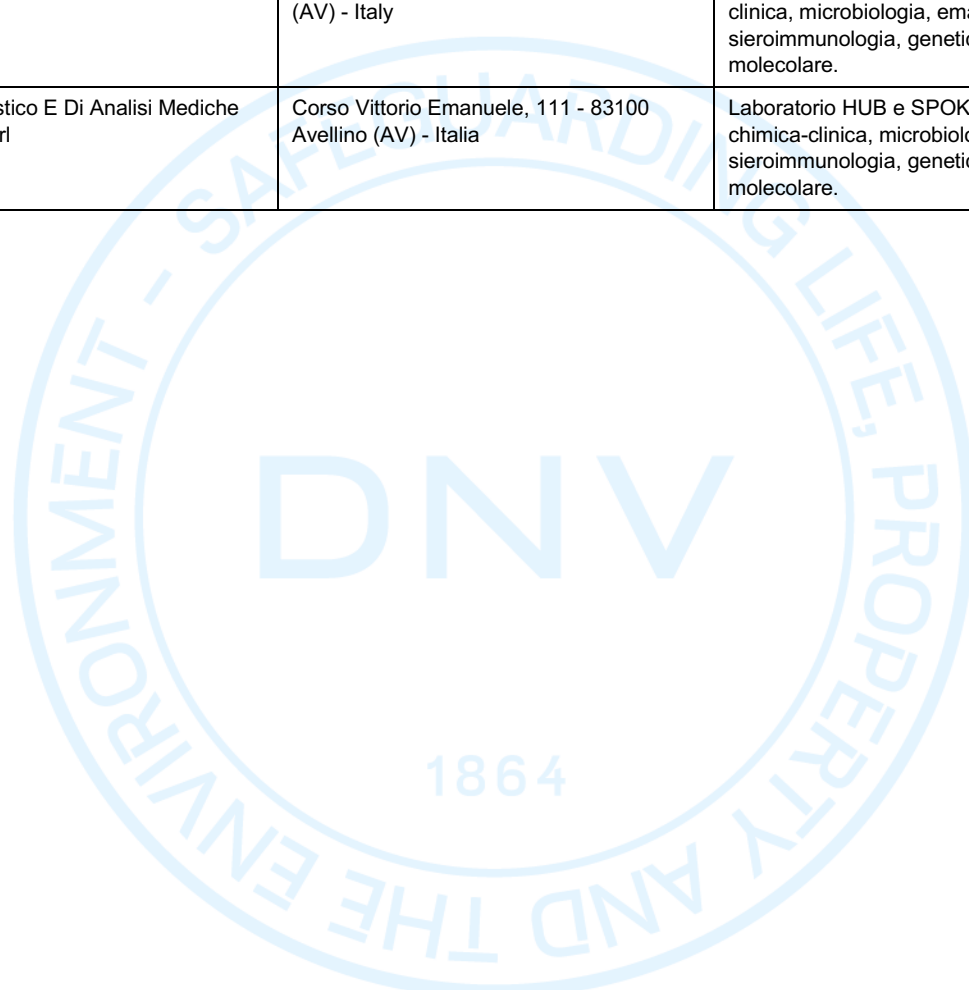 (AV) - Italy
clinica, microbiologia, ema
sieroimmunologia, genetic
molecolare.
stico E Di Analisi Mediche
rl
Corso Vittorio Emanuele, 111 - 83100
Avellino (AV) - Italia
Laboratorio HUB e SPOK
chimica-clinica, microbiolo
sieroimmunologia, genetic
molecolare.
SAFEGUARDING LIFE, PROPERTY AND THE ENVIRONMENT -
DNV
1864